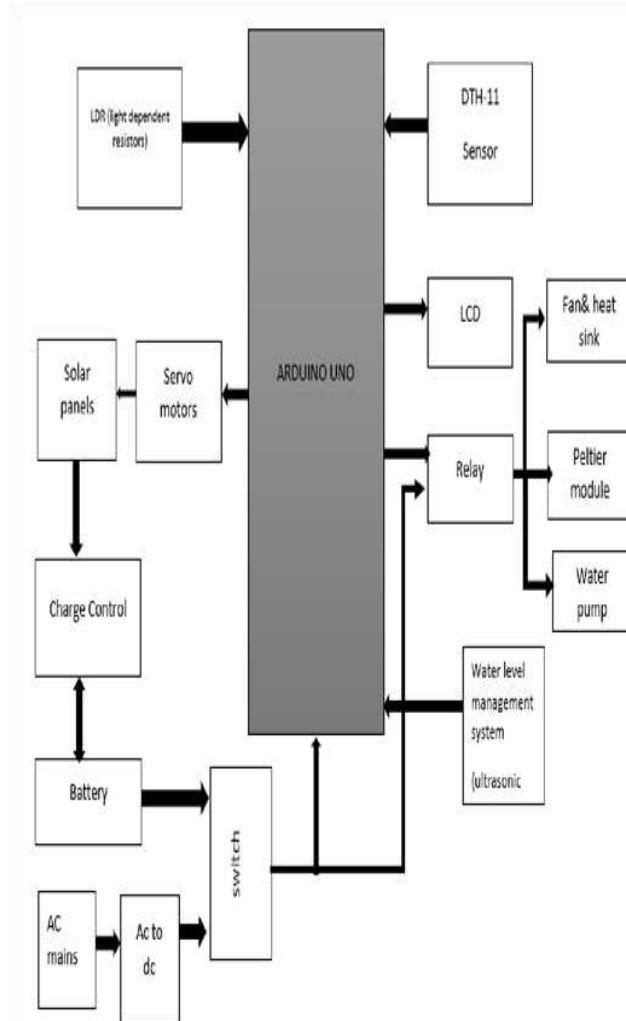 LDR (light dependent
resistors)
DTH-11
Sensor
LCD
Fan& heat
sink
ARDUINO UNO
Solar
panels
Servo
motors
Relay
Peltier
module
Charge Control
Water
pump
Water level
management
system
(ultrasonic
Battery
switch
AC
mains
Ac to
dc